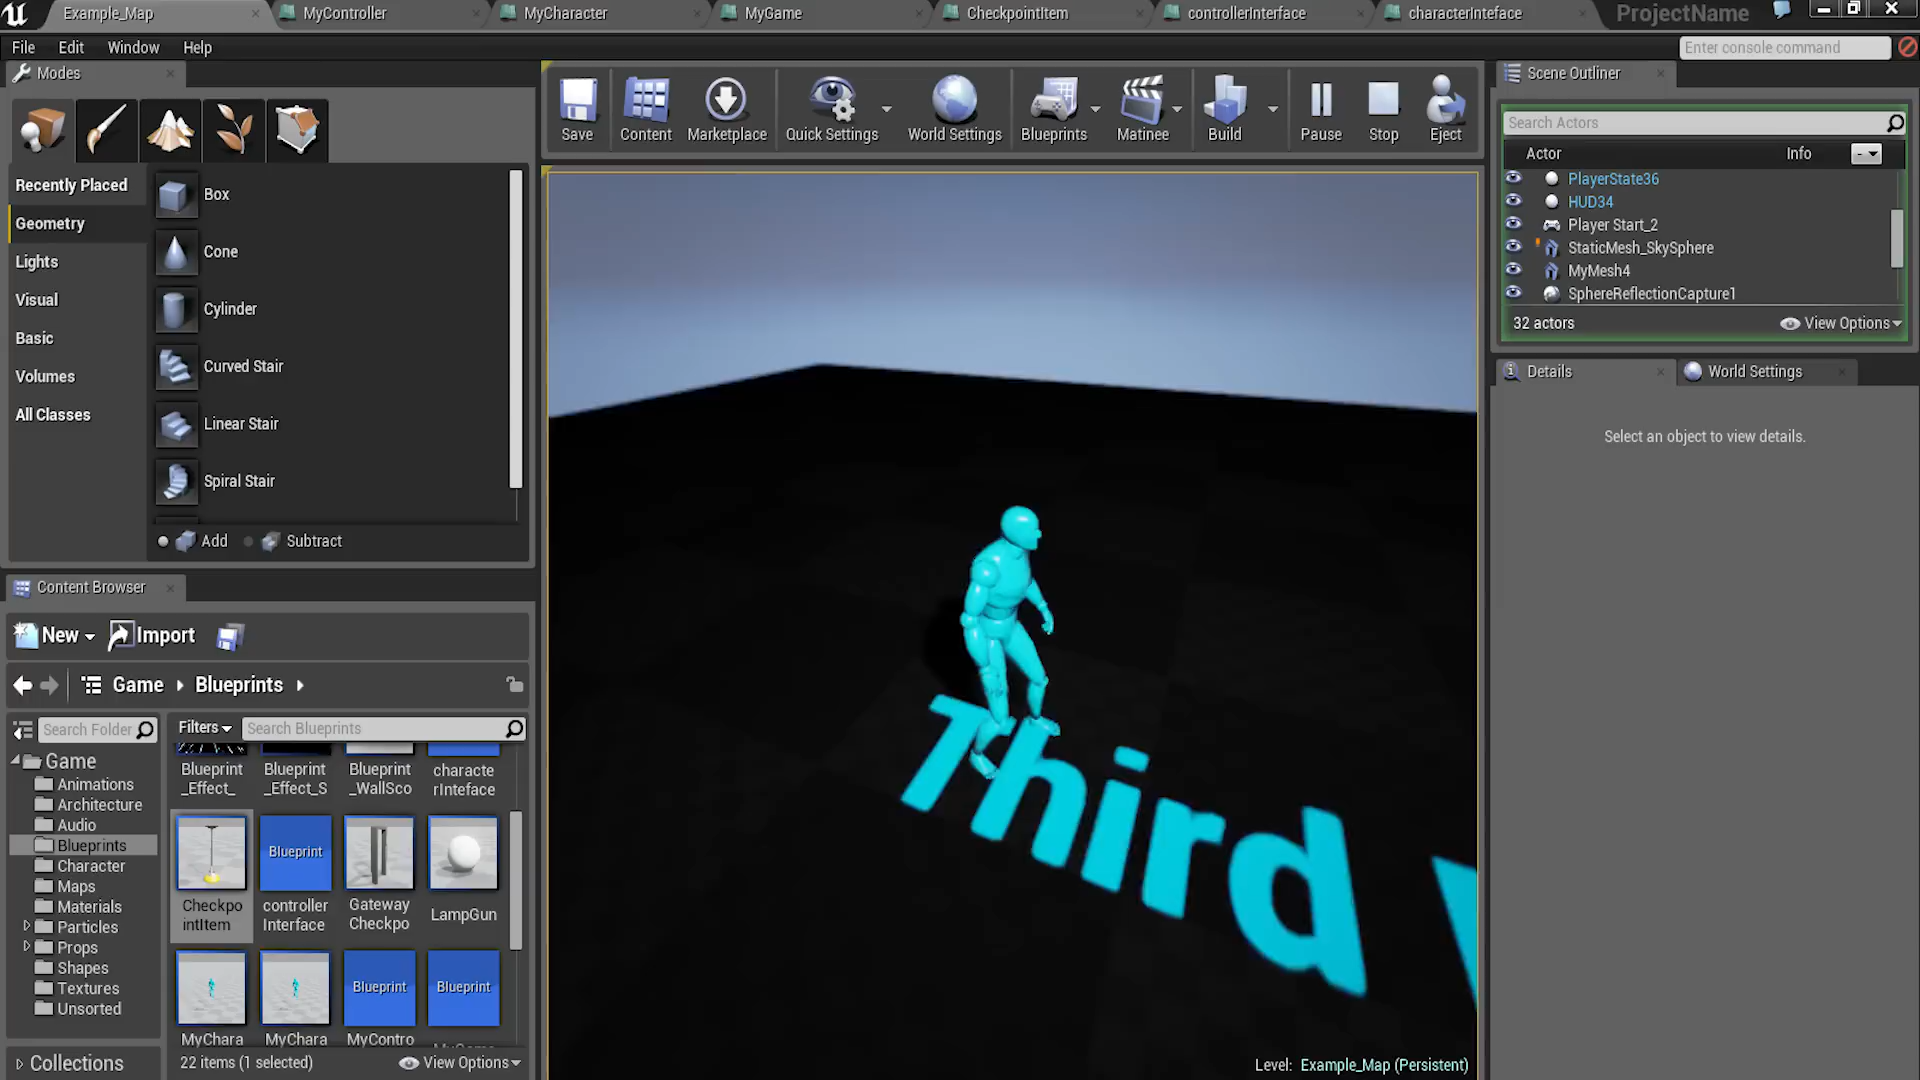 Example_Map
MyController
MyCharacter
MyGame
CheckpointItem
controllerInterface
characterInteface
ProjectName
File
Edit
Window
Help
Enter console command
Modes
Save
Content
Marketplace
Quick Settings
World Settings
Blueprints
Matinee
Build
Pause
Stop
Eject
Recently Placed
Geometry
Lights
Visual
Basic
Volumes
All Classes
Box
Cone
Cylinder
Curved Stair
Linear Stair
Spiral Stair
Add
Subtract
Scene Outliner
Search Actors
Actor
Info
PlayerState36
HUD34
Player Start_2
StaticMesh_SkySphere
MyMesh4
SphereReflectionCapture1
32 actors
View Options
Details
World Settings
Select an object to view details.
Content Browser
New
Import
Game
Blueprints
Search Folder
Filters
Search Blueprints
Game
Animations
Architecture
Audio
Blueprints
Character
Maps
Materials
Particles
Props
Shapes
Textures
Unsorted
Collections
Blueprint
_Effect_
Blueprint
_Effect_S
Blueprint
_WallSco
characte
rInteface
Checkpo
intItem
Blueprint
controller
Interface
Gateway
Checkpo
LampGun
MyChara
MyChara
Blueprint
MyContro
Blueprint
22 items (1 selected)
View Options
Third
Level: Example_Map (Persistent)